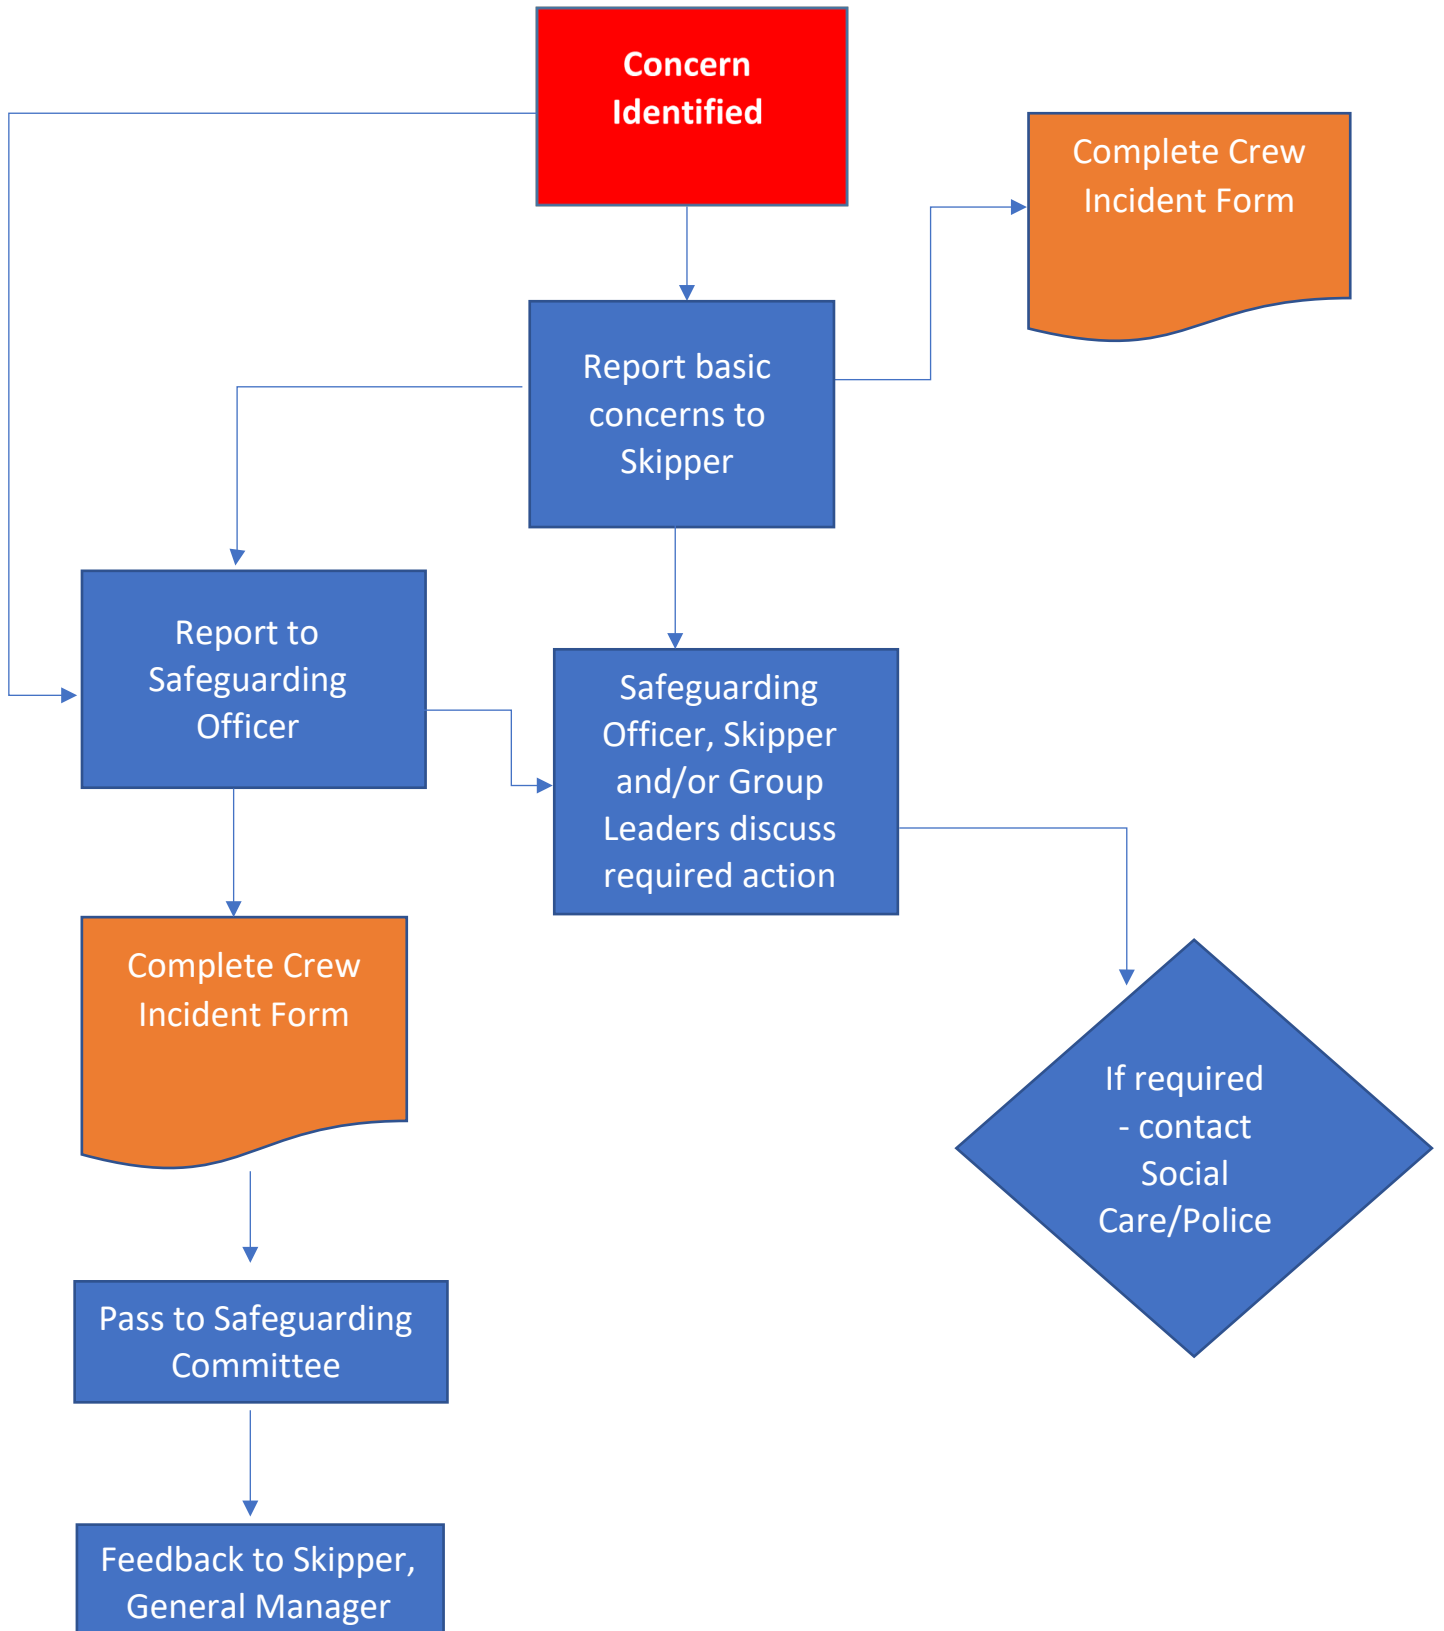 Concern
Identified
Complete Crew
Incident Form
Report basic
concerns to
Skipper
Report to
Safeguarding
Officer
Safeguarding
Officer, Skipper
and/or Group
Leaders discuss
required action
Complete Crew
Incident Form
If required
- contact
Social
Care/Police
Pass to Safeguarding
Committee
Feedback to Skipper,
General Manager